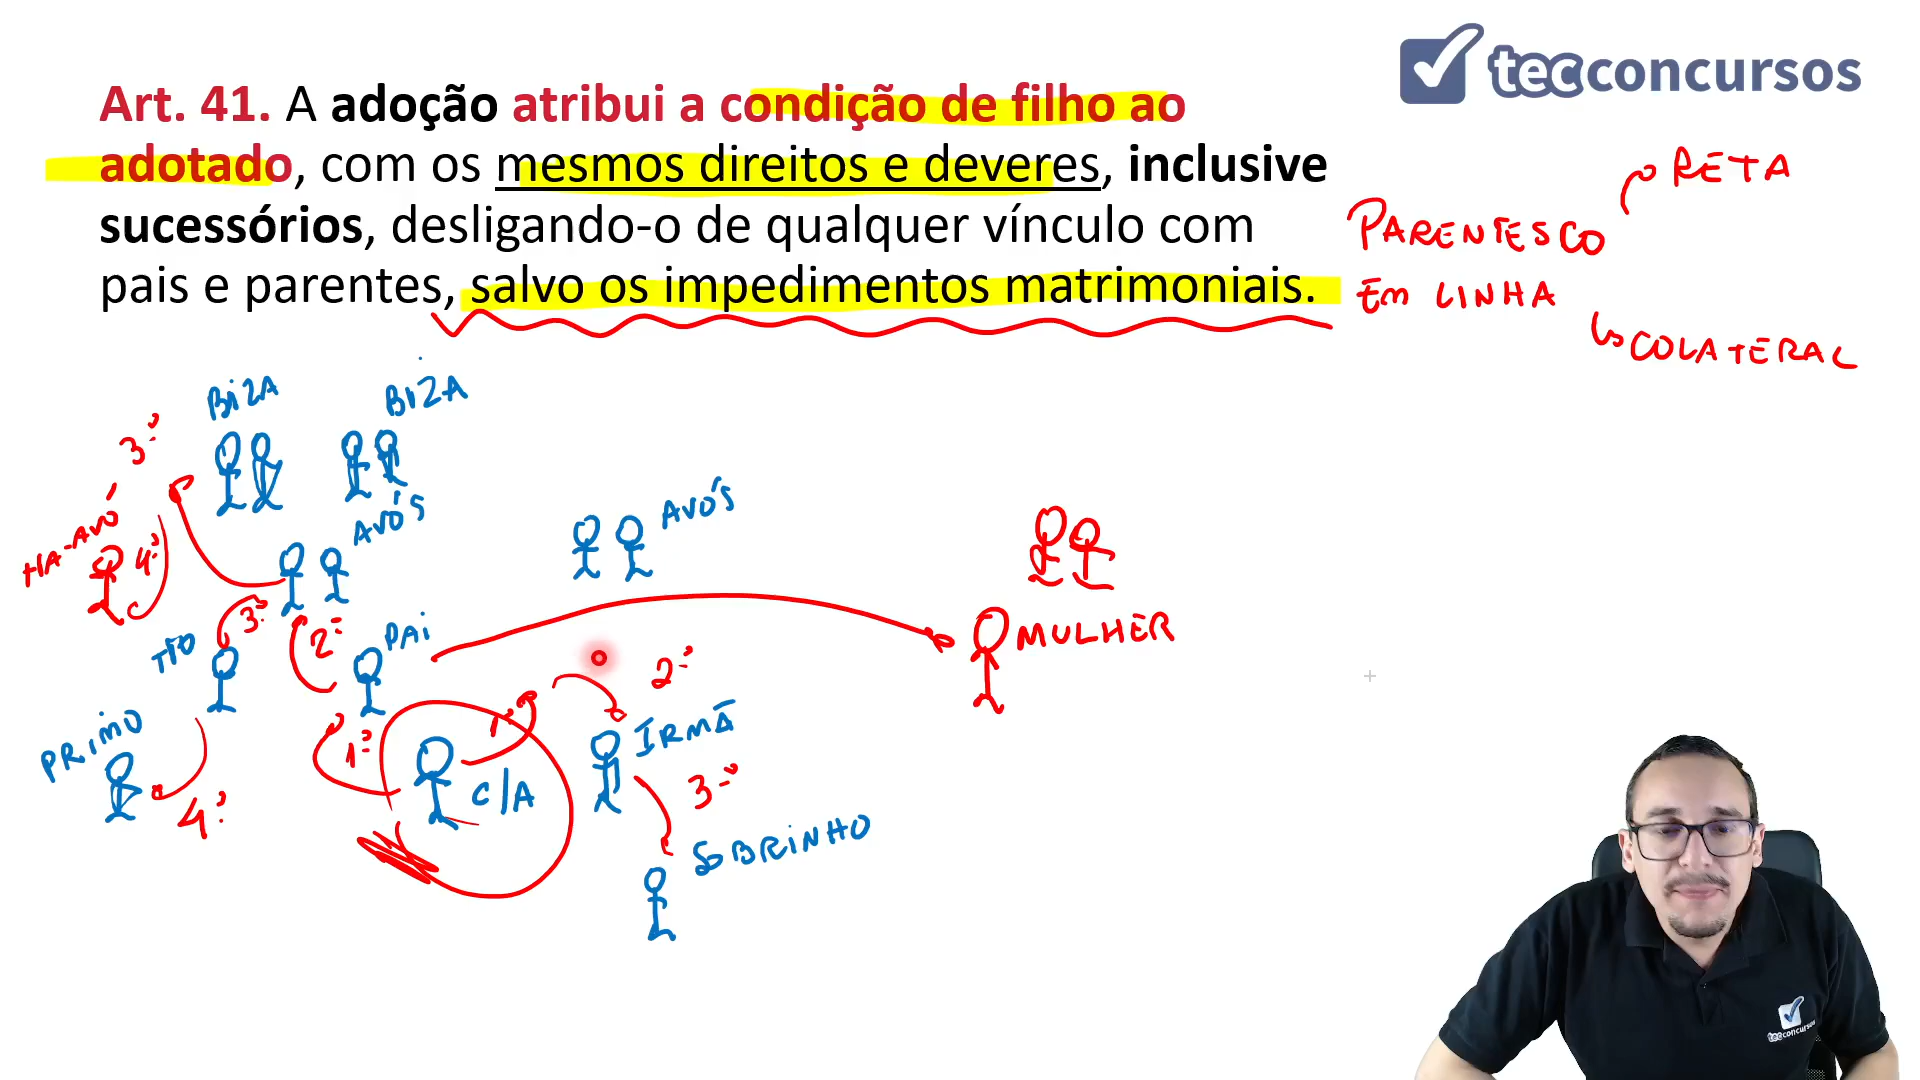 tecconcursos
Art. 41. A adoção atribui a condição de filho ao
adotado, com os mesmos direitos e deveres, inclusive
sucessórios, desligando-o de qualquer vínculo com
pais e parentes, salvo os impedimentos matrimoniais.
RETA
PARENTESCO
EM LINHA
COLATERAL
BIZA
BIZA
3º
AVÓS
AVÓS
TIA-AVÓ
4º
3º
2º
TIO
PAI
MULHER
2º
PRIMO
1º
1º
IRMÃ
C/A
3º
4º
SOBRINHO
tecconcursos